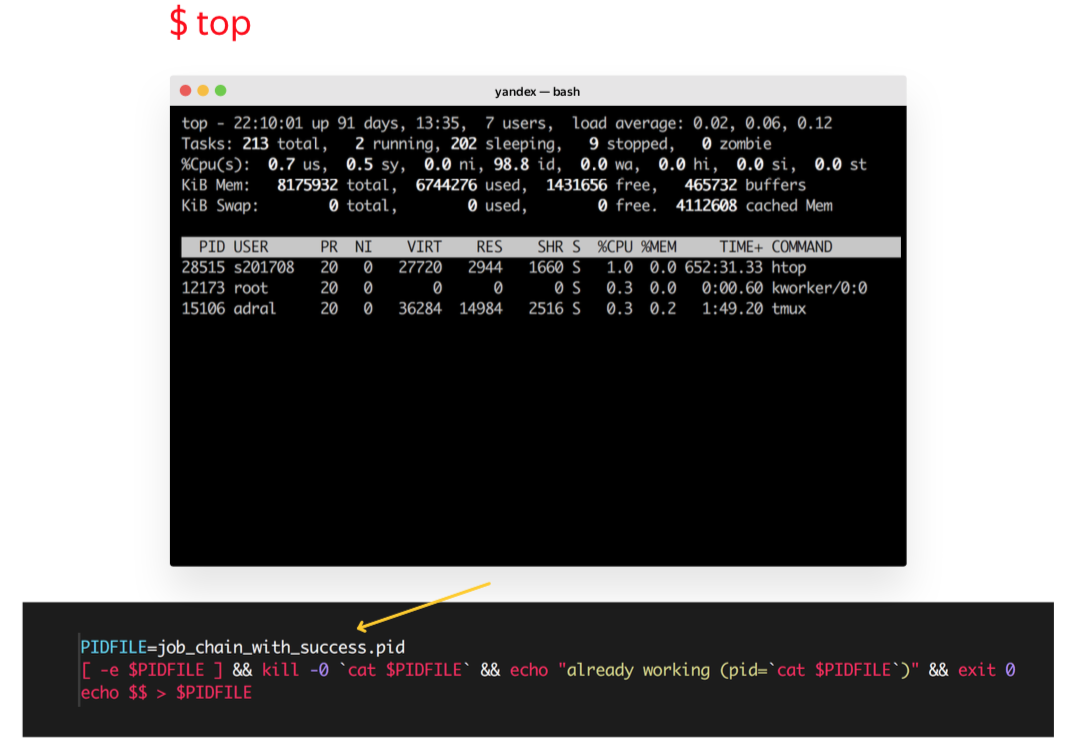 $ top
yandex — bash
top - 22:10:01 up 91 days, 13:35,  7 users,  load average: 0.02, 0.06, 0.12
Tasks: 213 total,   2 running, 202 sleeping,   9 stopped,   0 zombie
%Cpu(s):  0.7 us,  0.5 sy,  0.0 ni, 98.8 id,  0.0 wa,  0.0 hi,  0.0 si,  0.0 st
KiB Mem:   8175932 total,  6744276 used,  1431656 free,   465732 buffers
KiB Swap:        0 total,        0 used,        0 free.  4112608 cached Mem
PID USER      PR  NI    VIRT    RES    SHR S  %CPU %MEM     TIME+ COMMAND
28515 s201708   20   0   27720   2944   1660 S   1.0  0.0 652:31.33 htop
12173 root      20   0       0      0      0 S   0.3  0.0   0:00.60 kworker/0:0
15106 adral     20   0   36284  14984   2516 S   0.3  0.2   1:49.20 tmux
PIDFILE=job_chain_with_success.pid
[ -e $PIDFILE ] && kill -0 `cat $PIDFILE` && echo "already working (pid=`cat $PIDFILE`)" && exit 0
echo $$ > $PIDFILE